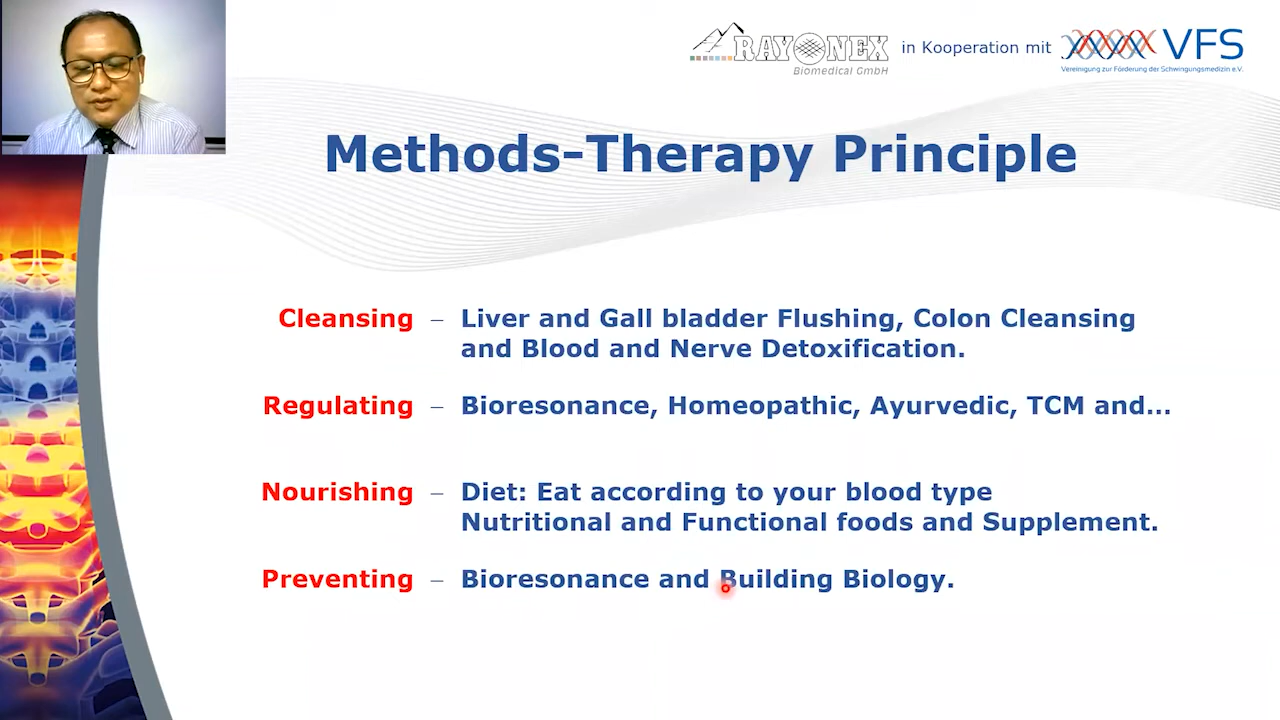 RAYONEX
Biomedical GmbH
in Kooperation mit
VFS
Vereinigung zur Förderung der Schwingungsmedizin e.V.
Methods-Therapy Principle
Cleansing – Liver and Gall bladder Flushing, Colon Cleansing
and Blood and Nerve Detoxification.
Regulating – Bioresonance, Homeopathic, Ayurvedic, TCM and...
Nourishing – Diet: Eat according to your blood type
Nutritional and Functional foods and Supplement.
Preventing – Bioresonance and Building Biology.